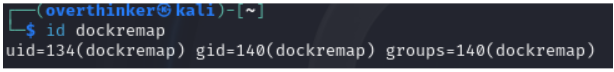 ┌──(overthinker㉿kali)-[~]
└─$ id dockremap
uid=134(dockremap) gid=140(dockremap) groups=140(dockremap)